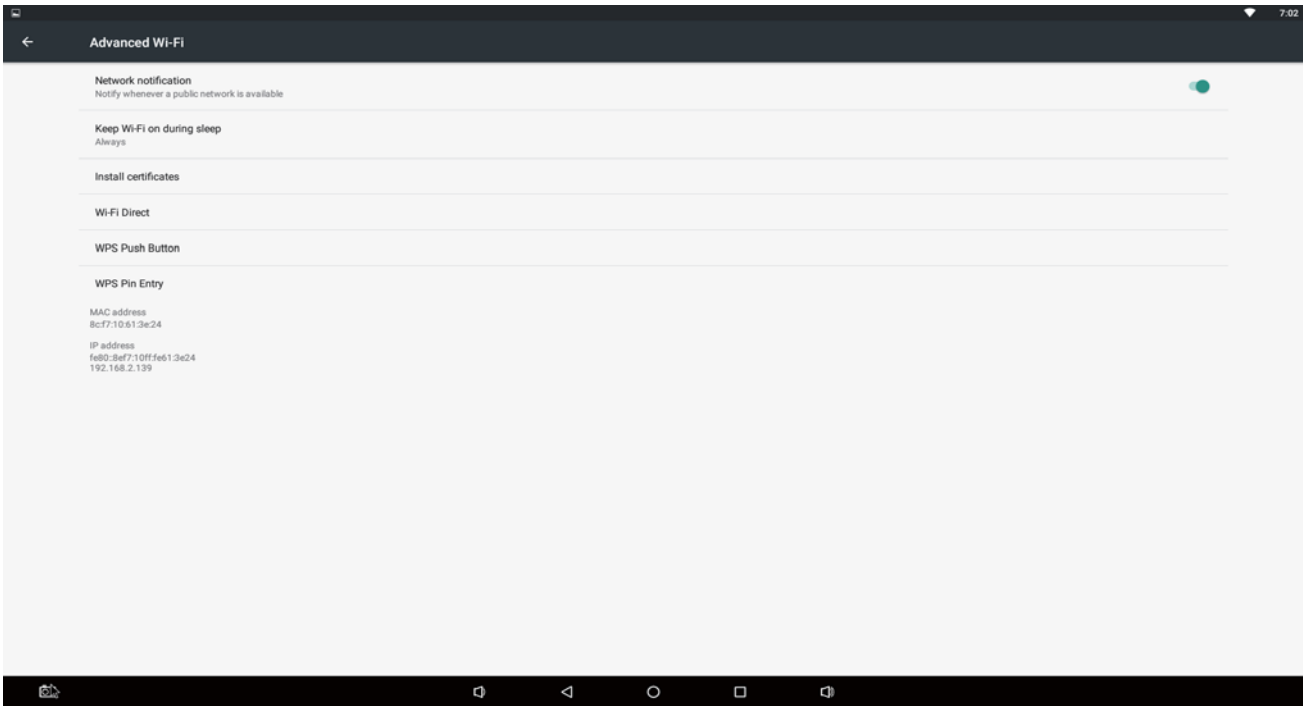 7:02
Advanced Wi-Fi
Network notification
Notify whenever a public network is available
Keep Wi-Fi on during sleep
Always
Install certificates
Wi-Fi Direct
WPS Push Button
WPS Pin Entry
MAC address
8c:f7:10:61:3e:24
IP address
fe80::8ef7:10ff:fe61:3e24
192.168.2.139